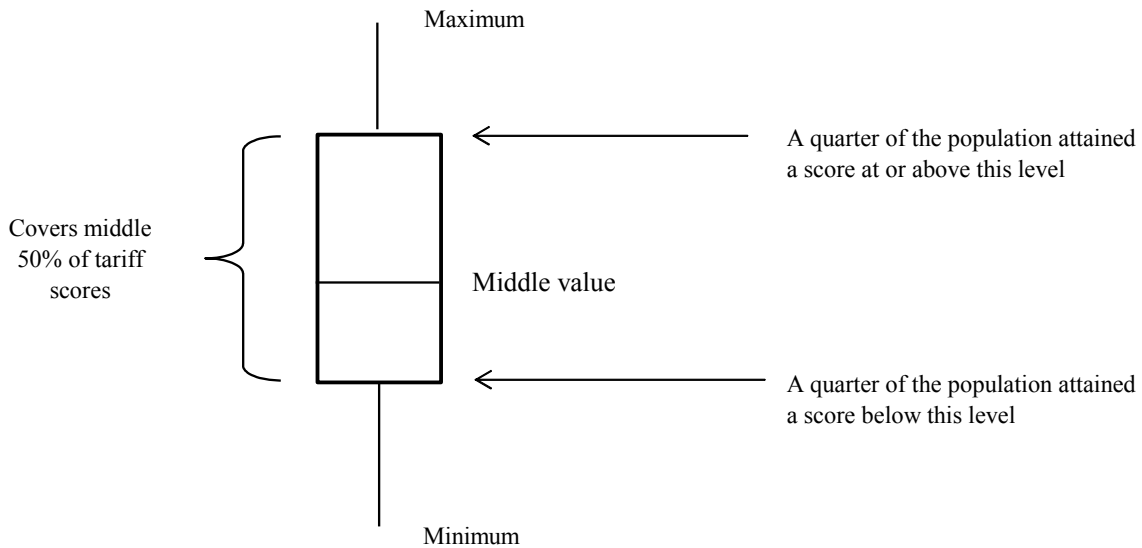 Maximum
A quarter of the population attained
a score at or above this level
Covers middle
50% of tariff
scores
Middle value
A quarter of the population attained
a score below this level
Minimum